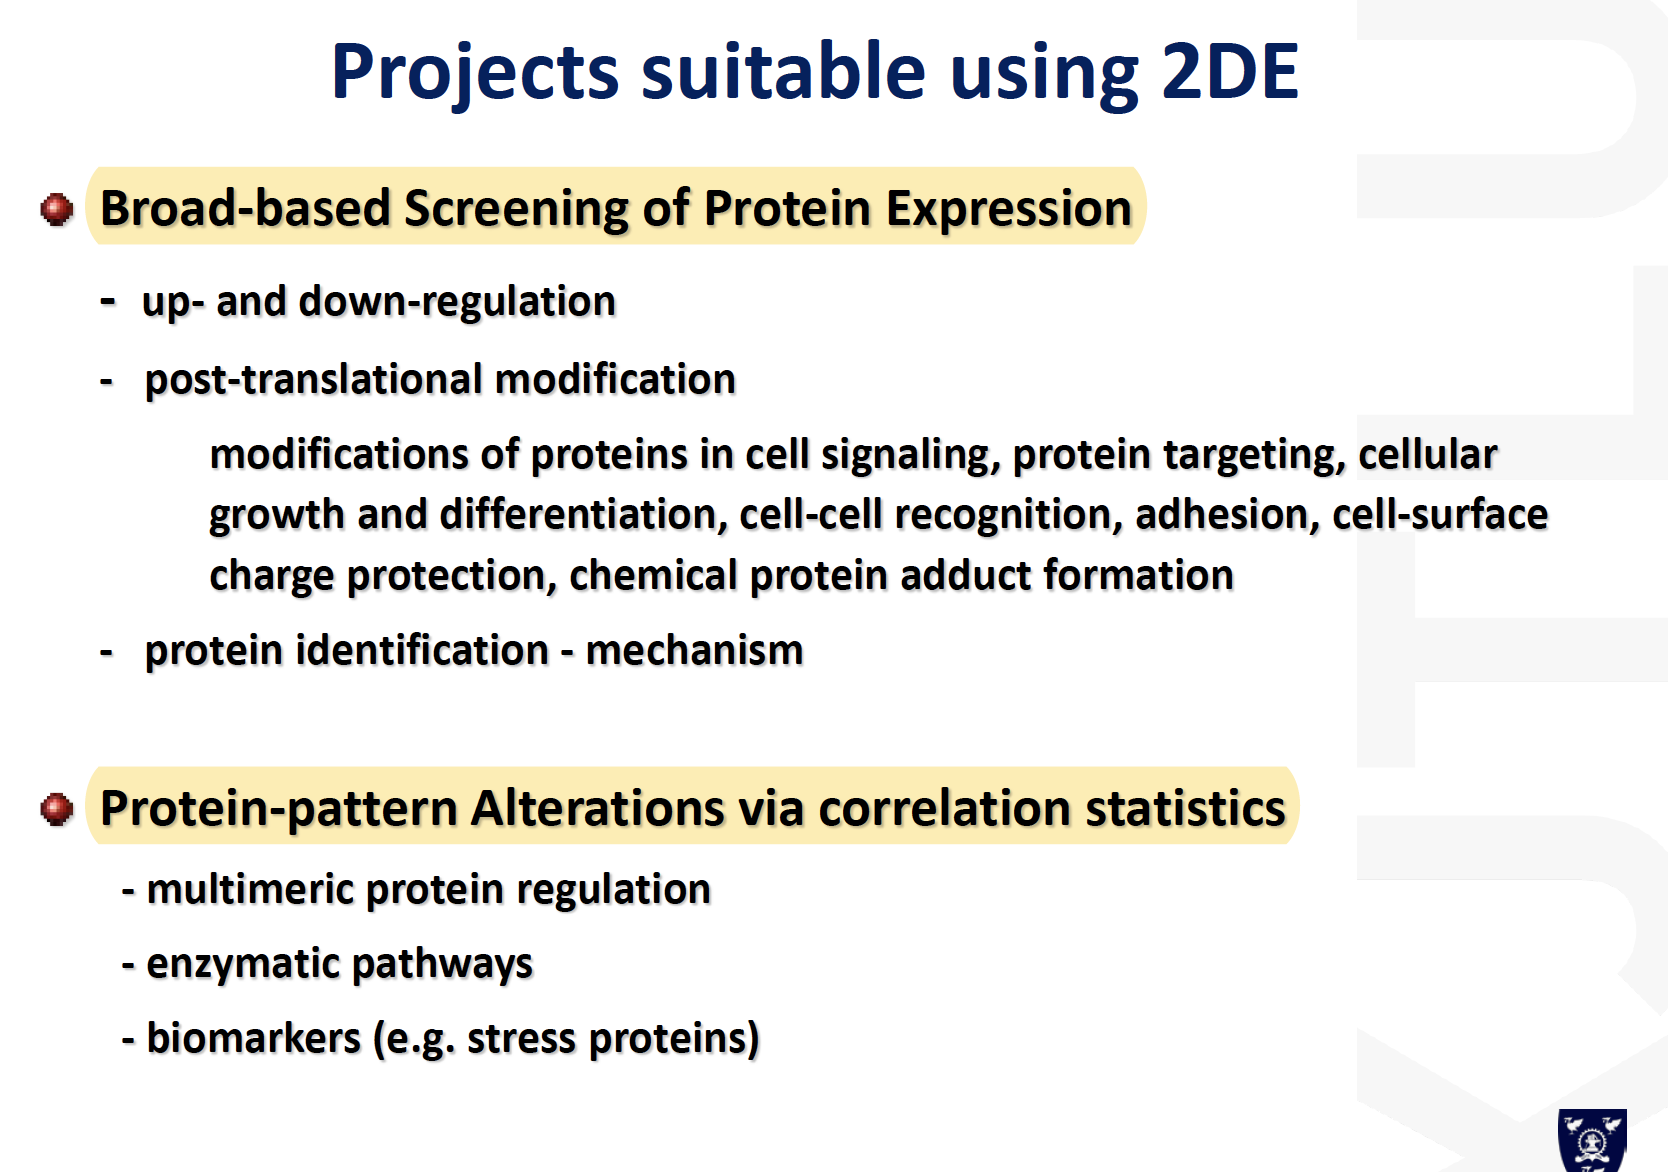 Projects suitable using 2DE
Broad-based Screening of Protein Expression
- up- and down-regulation
- post-translational modification
modifications of proteins in cell signaling, protein targeting, cellular
growth and differentiation, cell-cell recognition, adhesion, cell-surface
charge protection, chemical protein adduct formation
- protein identification - mechanism
Protein-pattern Alterations via correlation statistics
- multimeric protein regulation
- enzymatic pathways
- biomarkers (e.g. stress proteins)